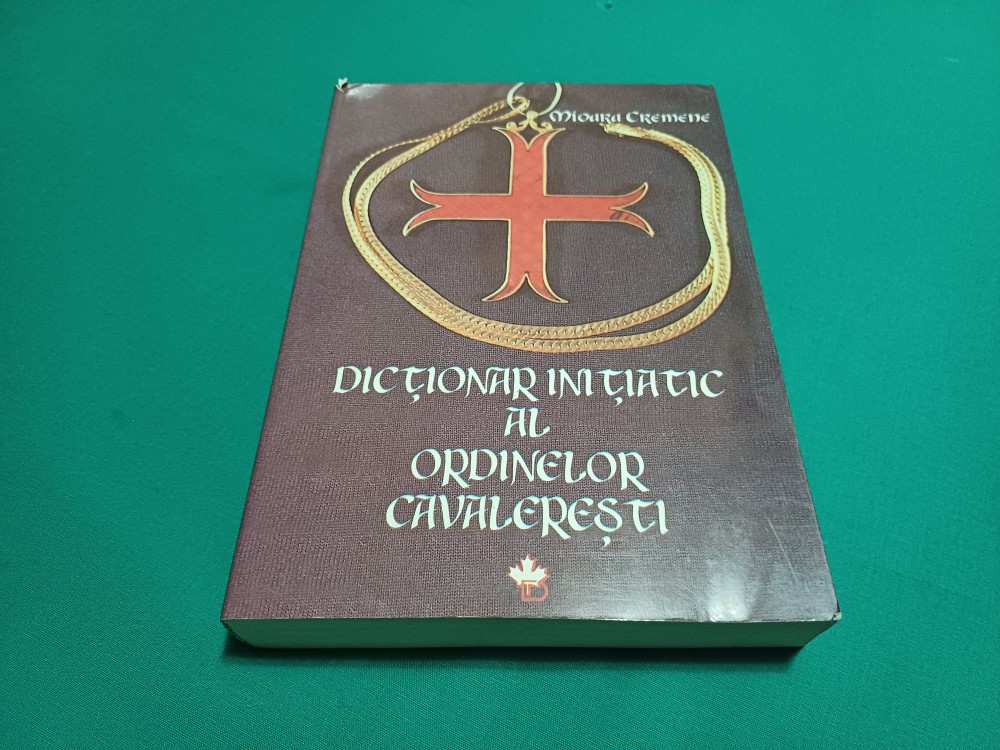 Mioara Cremene
DICȚIONAR INIȚIATIC
AL
ORDINELOR
CAVALEREȘTI